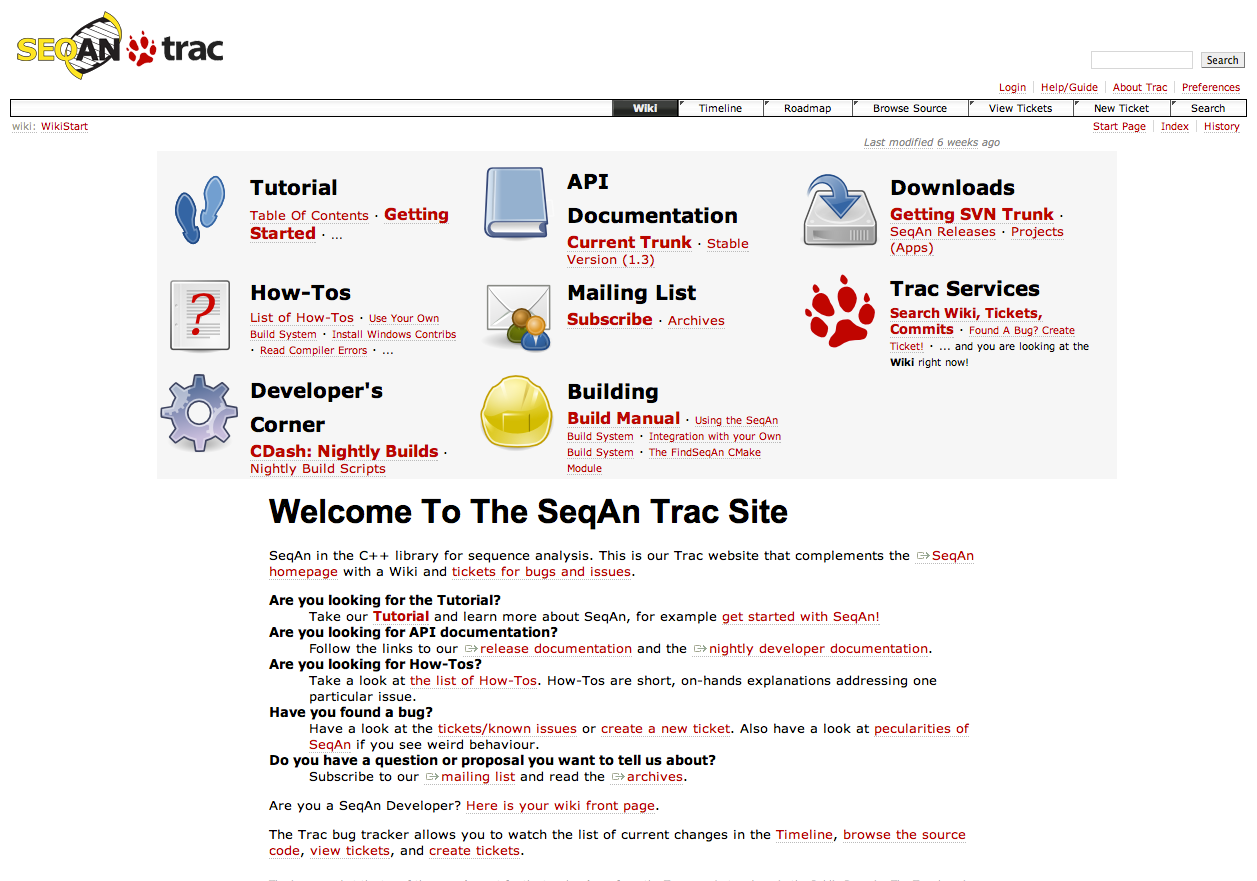 SEQAN trac
Search
Login Help/Guide About Trac Preferences
Wiki Timeline Roadmap Browse Source View Tickets New Ticket Search
wiki: WikiStart
Start Page Index History
Last modified 6 weeks ago
Tutorial
Table Of Contents · Getting
Started · ...
API
Documentation
Current Trunk · Stable
Version (1.3)
Downloads
Getting SVN Trunk ·
SeqAn Releases · Projects
(Apps)
?
How-Tos
List of How-Tos · Use Your Own
Build System · Install Windows Contribs
· Read Compiler Errors · ...
Mailing List
Subscribe · Archives
Trac Services
Search Wiki, Tickets,
Commits · Found A Bug? Create
Ticket! · ... and you are looking at the
Wiki right now!
Developer's
Corner
CDash: Nightly Builds ·
Nightly Build Scripts
Building
Build Manual · Using the SeqAn
Build System · Integration with your Own
Build System · The FindSeqAn CMake
Module
Welcome To The SeqAn Trac Site
SeqAn in the C++ library for sequence analysis. This is our Trac website that complements the SeqAn
homepage with a Wiki and tickets for bugs and issues.
Are you looking for the Tutorial?
Take our Tutorial and learn more about SeqAn, for example get started with SeqAn!
Are you looking for API documentation?
Follow the links to our release documentation and the nightly developer documentation.
Are you looking for How-Tos?
Take a look at the list of How-Tos. How-Tos are short, on-hands explanations addressing one
particular issue.
Have you found a bug?
Have a look at the tickets/known issues or create a new ticket. Also have a look at pecularities of
SeqAn if you see weird behaviour.
Do you have a question or proposal you want to tell us about?
Subscribe to our mailing list and read the archives.
Are you a SeqAn Developer? Here is your wiki front page.
The Trac bug tracker allows you to watch the list of current changes in the Timeline, browse the source
code, view tickets, and create tickets.